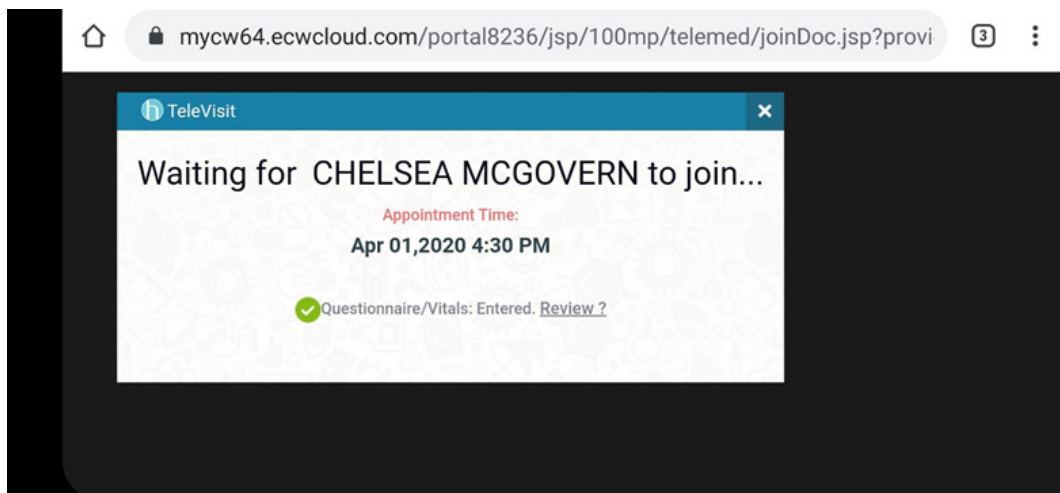 mycw64.ecwcloud.com/portal8236/jsp/100mp/telemed/joinDoc.jsp?provi
3
TeleVisit
Waiting for CHELSEA MCGOVERN to join...
Appointment Time:
Apr 01,2020 4:30 PM
Questionnaire/Vitals: Entered. Review ?